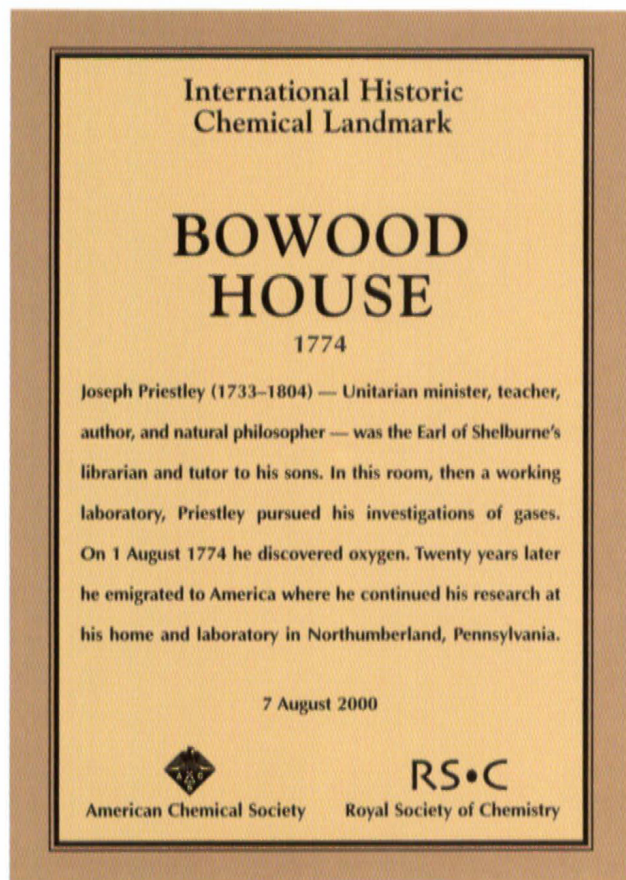 International Historic
Chemical Landmark
BOWOOD
HOUSE
1774
Joseph Priestley (1733–1804) — Unitarian minister, teacher,
author, and natural philosopher — was the Earl of Shelburne's
librarian and tutor to his sons. In this room, then a working
laboratory, Priestley pursued his investigations of gases.
On 1 August 1774 he discovered oxygen. Twenty years later
he emigrated to America where he continued his research at
his home and laboratory in Northumberland, Pennsylvania.
7 August 2000
A C S
RS•C
American Chemical Society
Royal Society of Chemistry